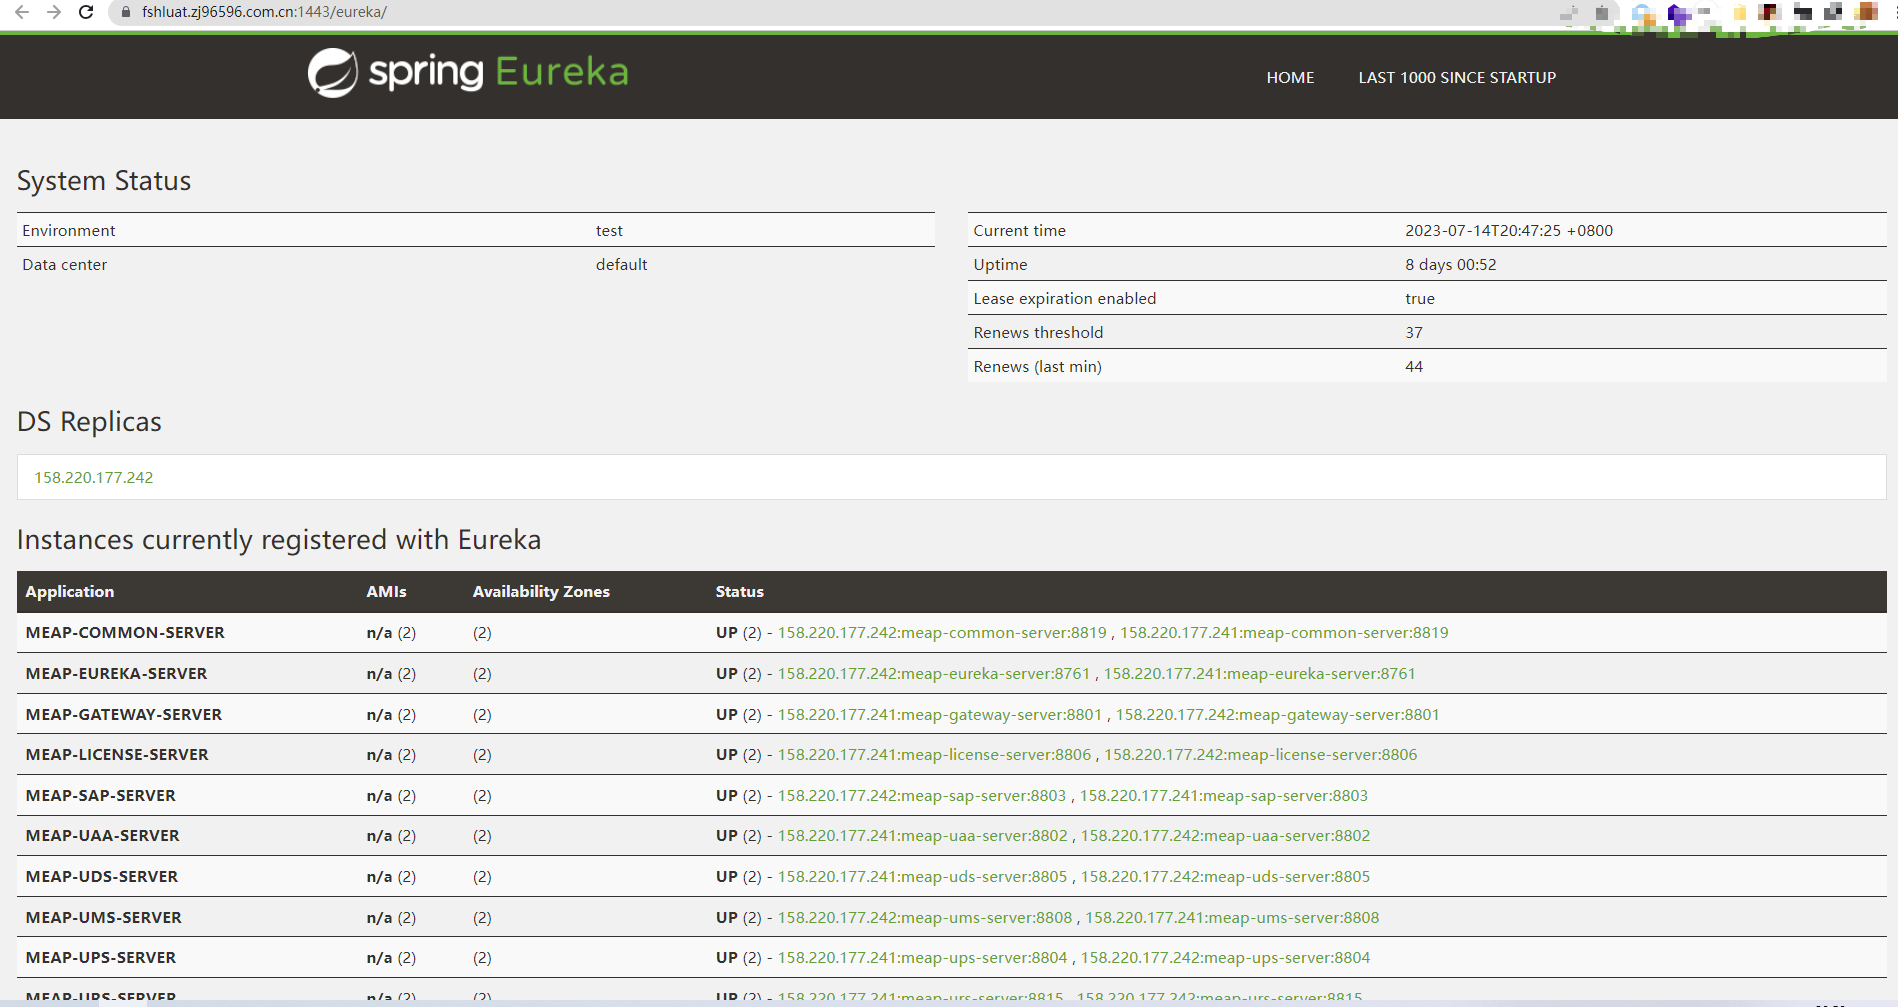 fshluat.zj96596.com.cn:1443/eureka/
spring Eureka
HOME LAST 1000 SINCE STARTUP
System Status
Environment test
Data center default
Current time 2023-07-14T20:47:25 +0800
Uptime 8 days 00:52
Lease expiration enabled true
Renews threshold 37
Renews (last min) 44
DS Replicas
158.220.177.242
Instances currently registered with Eureka
Application AMIs Availability Zones Status
MEAP-COMMON-SERVER n/a (2) (2) UP (2) - 158.220.177.242:meap-common-server:8819 , 158.220.177.241:meap-common-server:8819
MEAP-EUREKA-SERVER n/a (2) (2) UP (2) - 158.220.177.242:meap-eureka-server:8761 , 158.220.177.241:meap-eureka-server:8761
MEAP-GATEWAY-SERVER n/a (2) (2) UP (2) - 158.220.177.241:meap-gateway-server:8801 , 158.220.177.242:meap-gateway-server:8801
MEAP-LICENSE-SERVER n/a (2) (2) UP (2) - 158.220.177.241:meap-license-server:8806 , 158.220.177.242:meap-license-server:8806
MEAP-SAP-SERVER n/a (2) (2) UP (2) - 158.220.177.242:meap-sap-server:8803 , 158.220.177.241:meap-sap-server:8803
MEAP-UAA-SERVER n/a (2) (2) UP (2) - 158.220.177.241:meap-uaa-server:8802 , 158.220.177.242:meap-uaa-server:8802
MEAP-UDS-SERVER n/a (2) (2) UP (2) - 158.220.177.241:meap-uds-server:8805 , 158.220.177.242:meap-uds-server:8805
MEAP-UMS-SERVER n/a (2) (2) UP (2) - 158.220.177.242:meap-ums-server:8808 , 158.220.177.241:meap-ums-server:8808
MEAP-UPS-SERVER n/a (2) (2) UP (2) - 158.220.177.241:meap-ups-server:8804 , 158.220.177.242:meap-ups-server:8804
MEAP-URS-SERVER n/a (2) (2) UP (2) - 158.220.177.241:meap-urs-server:8815 , 158.220.177.242:meap-urs-server:8815